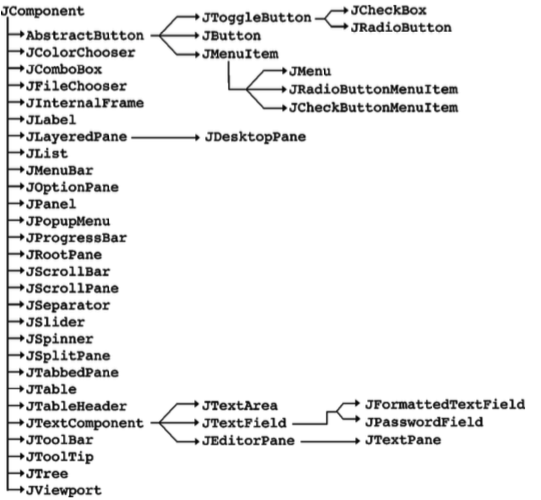 JComponent
AbstractButton
JToggleButton
JCheckBox
JRadioButton
JButton
JMenuItem
JMenu
JRadioButtonMenuItem
JCheckButtonMenuItem
JColorChooser
JComboBox
JFileChooser
JInternalFrame
JLabel
JLayeredPane
JDesktopPane
JList
JMenuBar
JOptionPane
JPanel
JPopupMenu
JProgressBar
JRootPane
JScrollBar
JScrollPane
JSeparator
JSlider
JSpinner
JSplitPane
JTabbedPane
JTable
JTableHeader
JTextComponent
JTextArea
JTextField
JFormattedTextField
JPasswordField
JEditorPane
JTextPane
JToolBar
JToolTip
JTree
JViewport